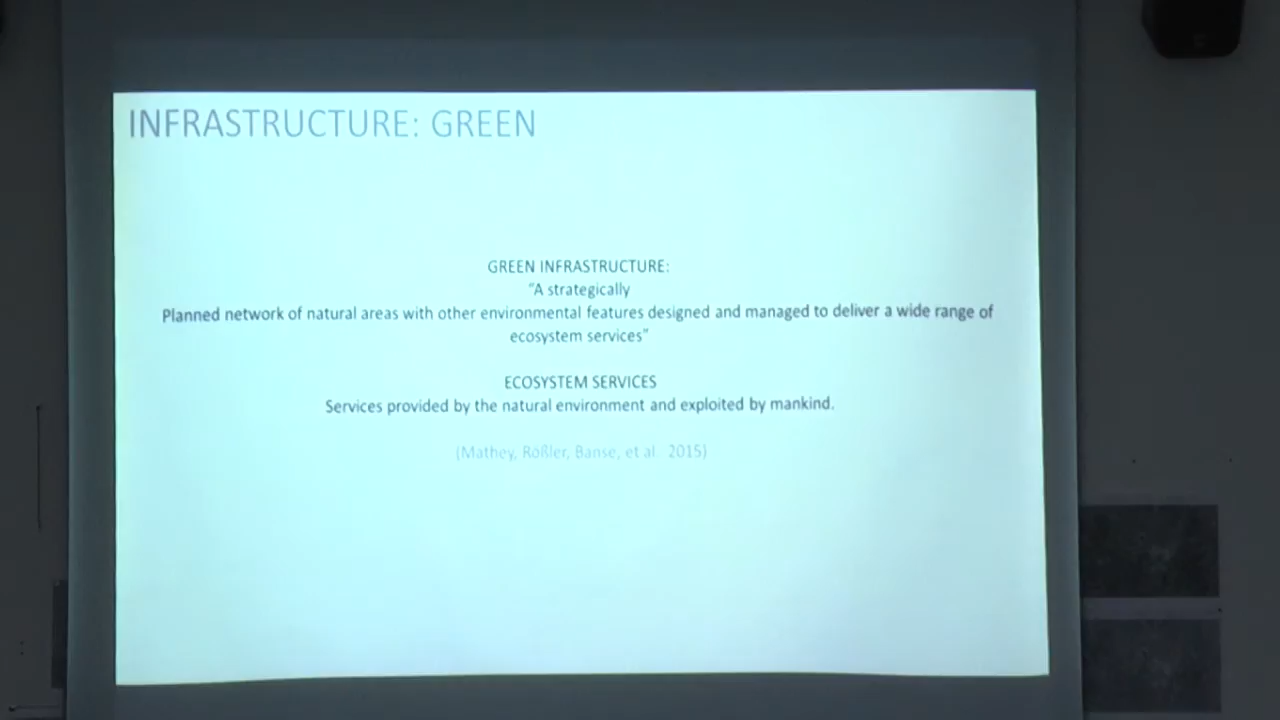 INFRASTRUCTURE: GREEN
GREEN INFRASTRUCTURE:
"A strategically
Planned network of natural areas with other environmental features designed and managed to deliver a wide range of
ecosystem services"
ECOSYSTEM SERVICES
Services provided by the natural environment and exploited by mankind.
(Mathey, Rößler, Banse, et al 2015)